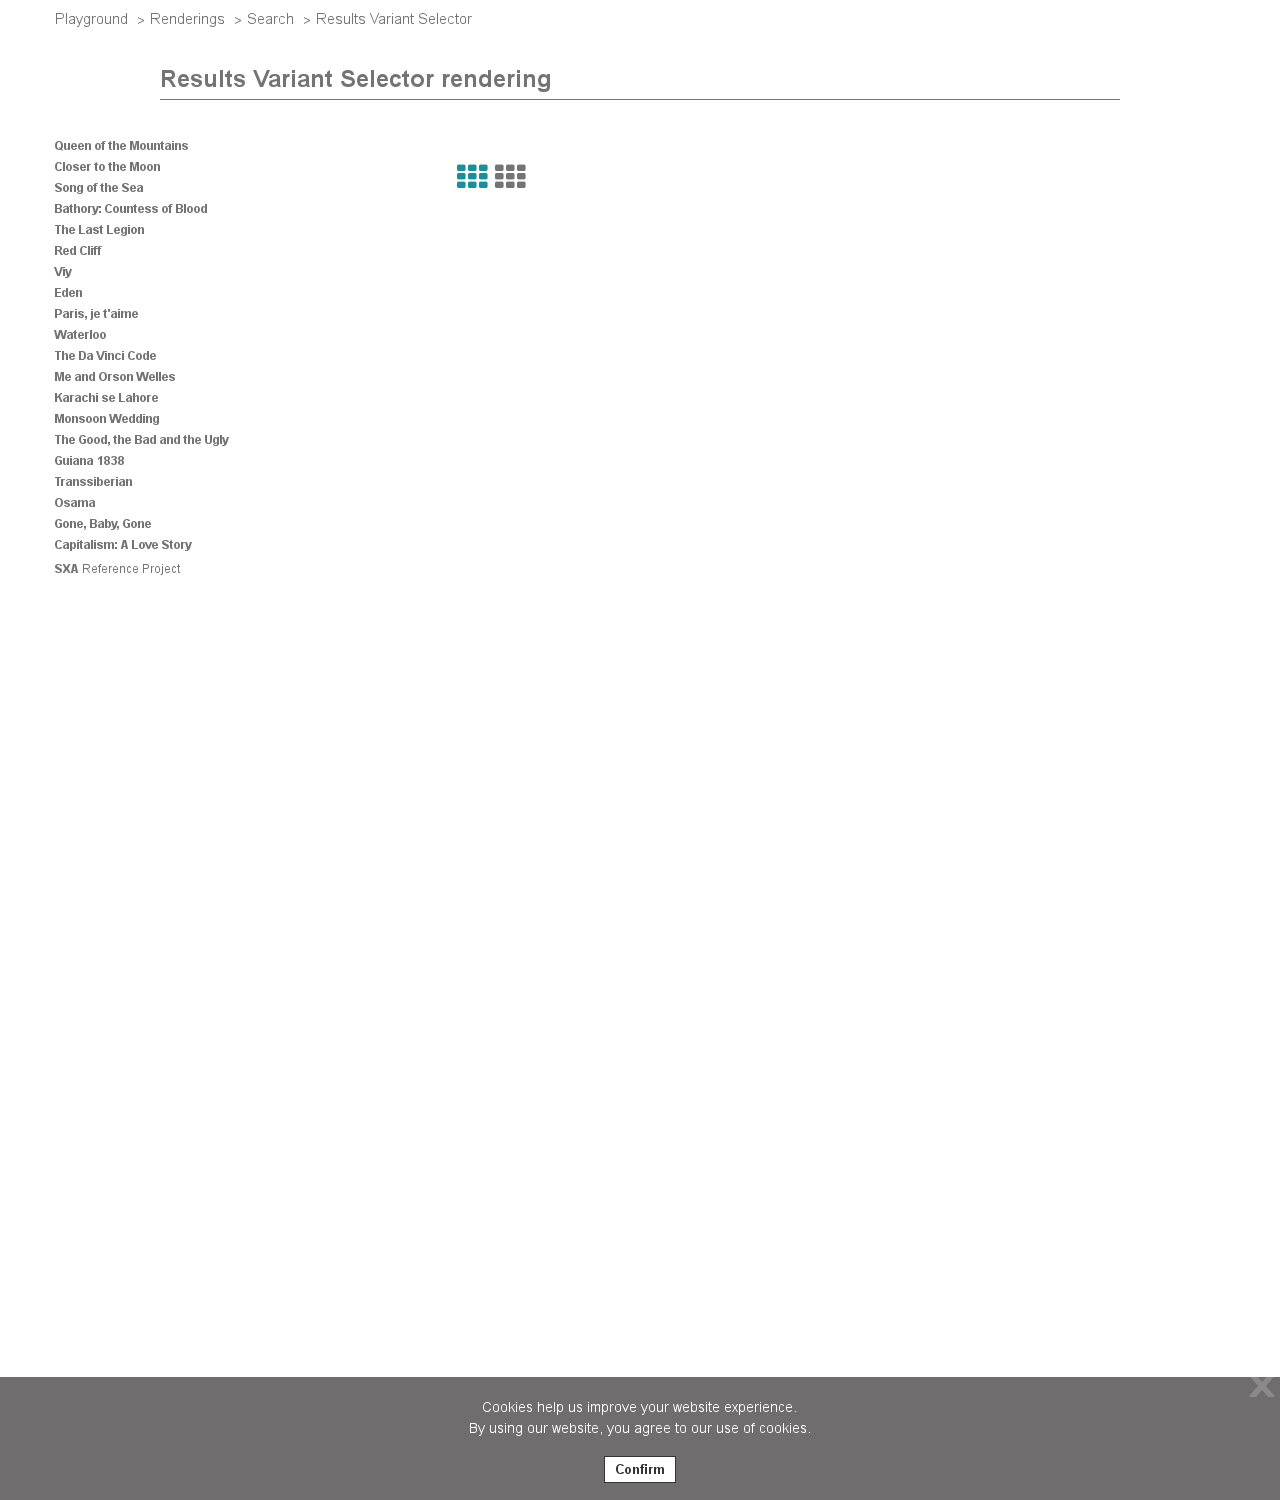 Playground > Renderings > Search > Results Variant Selector
Results Variant Selector rendering
Queen of the Mountains
Closer to the Moon
Song of the Sea
Bathory: Countess of Blood
The Last Legion
Red Cliff
Viy
Eden
Paris, je t'aime
Waterloo
The Da Vinci Code
Me and Orson Welles
Karachi se Lahore
Monsoon Wedding
The Good, the Bad and the Ugly
Guiana 1838
Transsiberian
Osama
Gone, Baby, Gone
Capitalism: A Love Story
SXA Reference Project
X
Cookies help us improve your website experience.
By using our website, you agree to our use of cookies.
Confirm